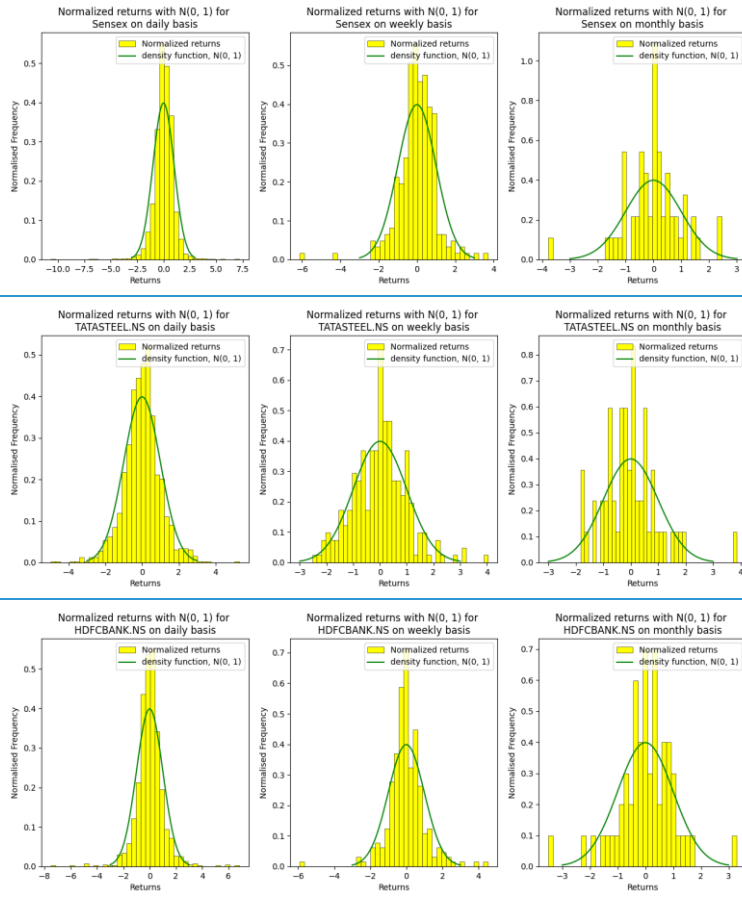 Normalized returns with N(0, 1) for
Sensex on daily basis
Normalized returns
density function, N(0, 1)
Normalised Frequency
0.5
0.4
0.3
0.2
0.1
0.0
-10.0 -7.5 -5.0 -2.5 0.0 2.5 5.0 7.5
Returns
Normalized returns with N(0, 1) for
Sensex on weekly basis
Normalized returns
density function, N(0, 1)
Normalised Frequency
0.5
0.4
0.3
0.2
0.1
0.0
−6 −4 −2 0 2 4
Returns
Normalized returns with N(0, 1) for
Sensex on monthly basis
Normalized returns
density function, N(0, 1)
Normalised Frequency
1.0
0.8
0.6
0.4
0.2
0.0
−4 −3 −2 −1 0 1 2 3
Returns
Normalized returns with N(0, 1) for
TATASTEEL.NS on daily basis
Normalized returns
density function, N(0, 1)
Normalised Frequency
0.5
0.4
0.3
0.2
0.1
0.0
−4 −2 0 2 4
Returns
Normalized returns with N(0, 1) for
TATASTEEL.NS on weekly basis
Normalized returns
density function, N(0, 1)
Normalised Frequency
0.7
0.6
0.5
0.4
0.3
0.2
0.1
0.0
−3 −2 −1 0 1 2 3 4
Returns
Normalized returns with N(0, 1) for
TATASTEEL.NS on monthly basis
Normalized returns
density function, N(0, 1)
Normalised Frequency
0.8
0.7
0.6
0.5
0.4
0.3
0.2
0.1
0.0
−3 −2 −1 0 1 2 3 4
Returns
Normalized returns with N(0, 1) for
HDFCBANK.NS on daily basis
Normalized returns
density function, N(0, 1)
Normalised Frequency
0.5
0.4
0.3
0.2
0.1
0.0
−8 −6 −4 −2 0 2 4 6
Returns
Normalized returns with N(0, 1) for
HDFCBANK.NS on weekly basis
Normalized returns
density function, N(0, 1)
Normalised Frequency
0.7
0.6
0.5
0.4
0.3
0.2
0.1
0.0
−6 −4 −2 0 2 4
Returns
Normalized returns with N(0, 1) for
HDFCBANK.NS on monthly basis
Normalized returns
density function, N(0, 1)
Normalised Frequency
0.7
0.6
0.5
0.4
0.3
0.2
0.1
0.0
−3 −2 −1 0 1 2 3
Returns